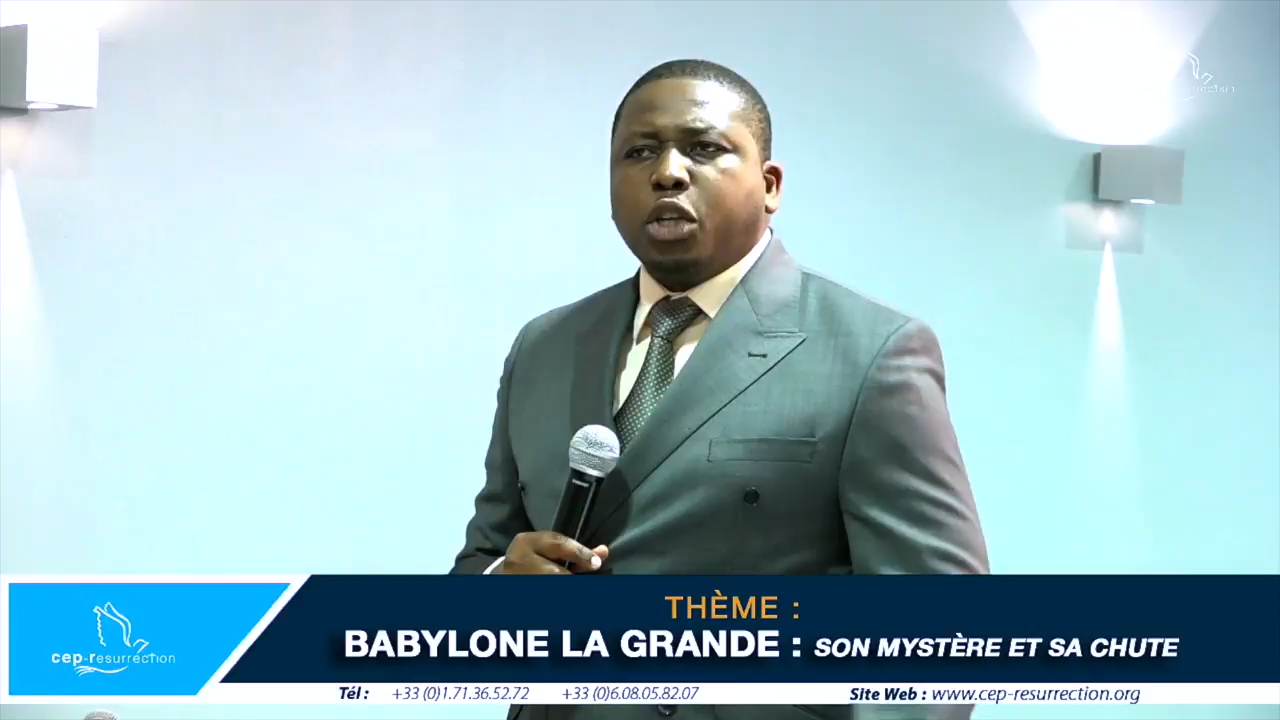 THÈME :
BABYLONE LA GRANDE : SON MYSTÈRE ET SA CHUTE
cep-resurrection
Tél : +33 (0)1.71.36.52.72 +33 (0)6.08.05.82.07 Site Web : www.cep-resurrection.org